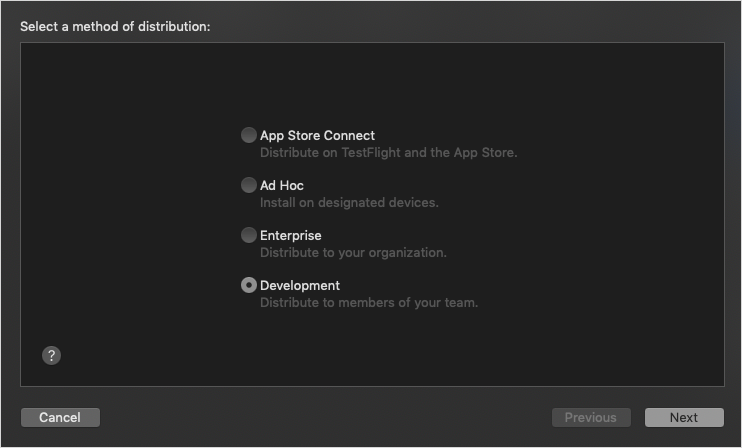 Select a method of distribution:
App Store Connect
Distribute on TestFlight and the App Store.
Ad Hoc
Install on designated devices.
Enterprise
Distribute to your organization.
Development
Distribute to members of your team.
?
Cancel
Previous
Next